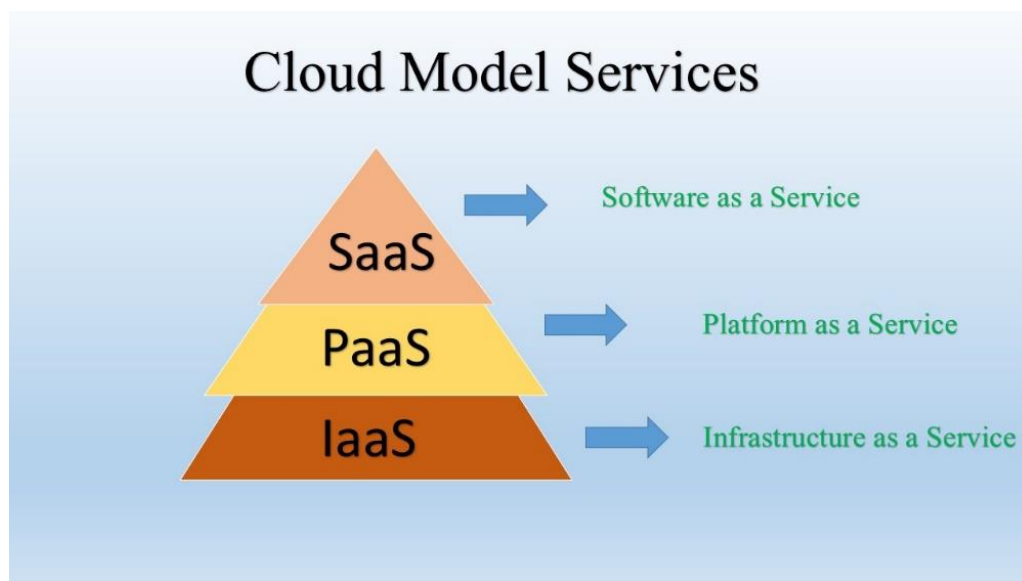 Cloud Model Services
SaaS
Software as a Service
PaaS
Platform as a Service
IaaS
Infrastructure as a Service